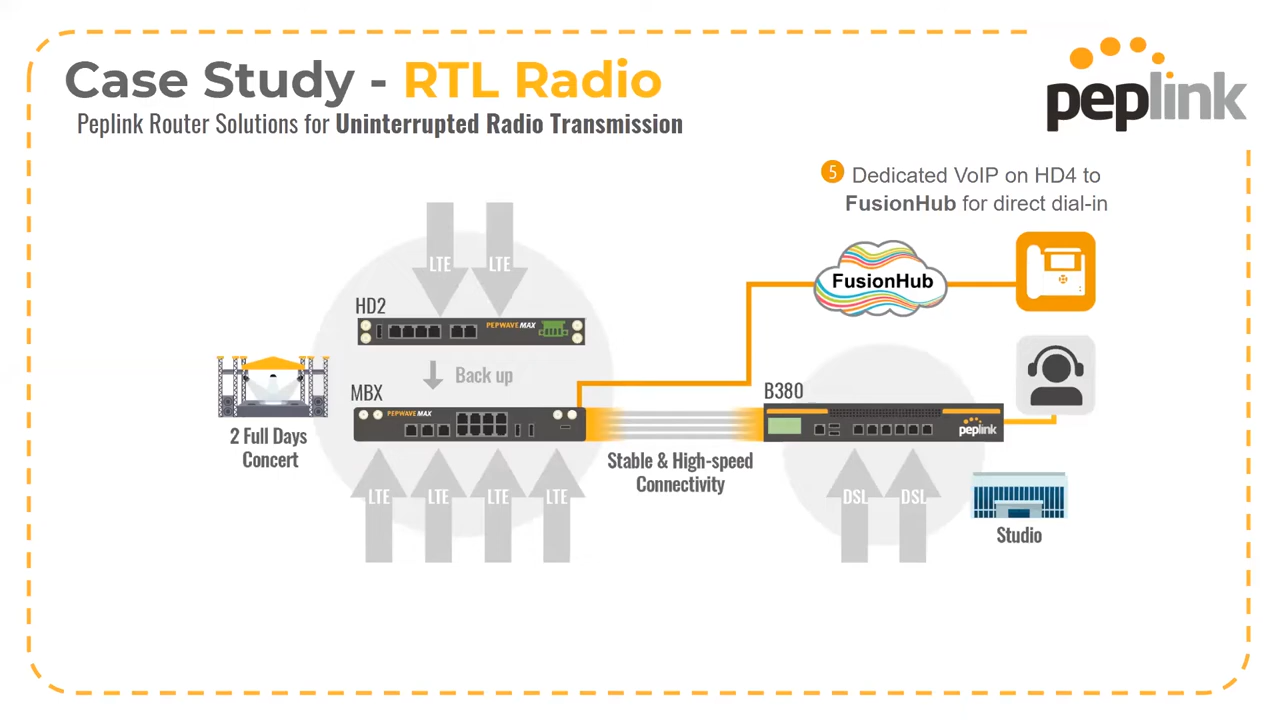 Case Study - RTL Radio
Peplink Router Solutions for Uninterrupted Radio Transmission
peplink
5 Dedicated VoIP on HD4 to
FusionHub for direct dial-in
LTE LTE
FusionHub
HD2
PEPWAVE MAX
Back up
MBX
PEPWAVE MAX
B380
peplink
2 Full Days
Concert
Stable & High-speed
Connectivity
LTE LTE LTE LTE
DSL DSL
Studio